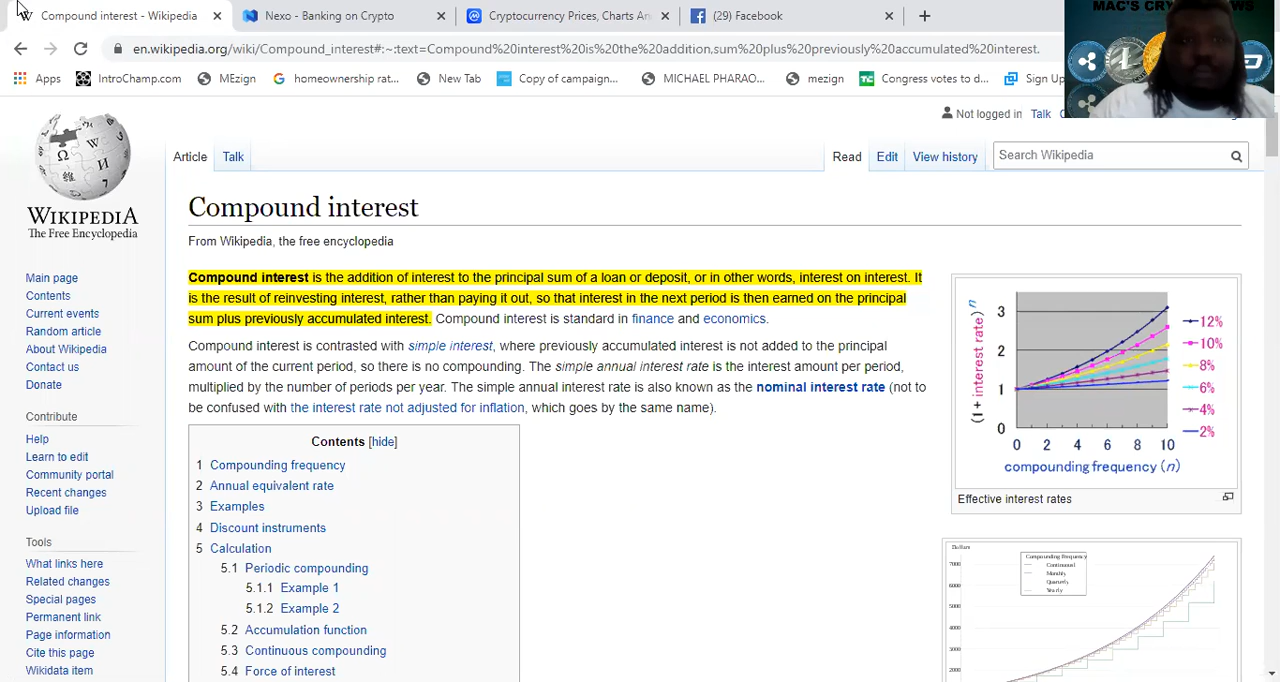 Compound interest - Wikipedia
Nexo - Banking on Crypto
Cryptocurrency Prices, Charts An
(29) Facebook
en.wikipedia.org/wiki/Compound_interest#:~:text=Compound%20interest%20is%20the%20addition,sum%20plus%20previously%20accumulated%20interest.
Apps
IntroChamp.com
MEzign
homeownership rat...
New Tab
Copy of campaign...
MICHAEL PHARAO...
mezign
Congress votes to d...
Sign Up
Not logged in
Talk
Article
Talk
Read
Edit
View history
Search Wikipedia
WIKIPEDIA
The Free Encyclopedia
Main page
Contents
Current events
Random article
About Wikipedia
Contact us
Donate
Contribute
Help
Learn to edit
Community portal
Recent changes
Upload file
Tools
What links here
Related changes
Special pages
Permanent link
Page information
Cite this page
Wikidata item
Compound interest
From Wikipedia, the free encyclopedia
Compound interest is the addition of interest to the principal sum of a loan or deposit, or in other words, interest on interest. It
is the result of reinvesting interest, rather than paying it out, so that interest in the next period is then earned on the principal
sum plus previously accumulated interest. Compound interest is standard in finance and economics.
Compound interest is contrasted with simple interest, where previously accumulated interest is not added to the principal
amount of the current period, so there is no compounding. The simple annual interest rate is the interest amount per period,
multiplied by the number of periods per year. The simple annual interest rate is also known as the nominal interest rate (not to
be confused with the interest rate not adjusted for inflation, which goes by the same name).
Contents [hide]
1 Compounding frequency
2 Annual equivalent rate
3 Examples
4 Discount instruments
5 Calculation
5.1 Periodic compounding
5.1.1 Example 1
5.1.2 Example 2
5.2 Accumulation function
5.3 Continuous compounding
5.4 Force of interest
(1 + interest rate) n
3
2
1
0
0 2 4 6 8 10
12%
10%
8%
6%
4%
2%
compounding frequency (n)
Effective interest rates
Dollars
Compounding Frequency
Continuous
Monthly
Quarterly
Yearly
7000
6000
5000
4000
3000
2000